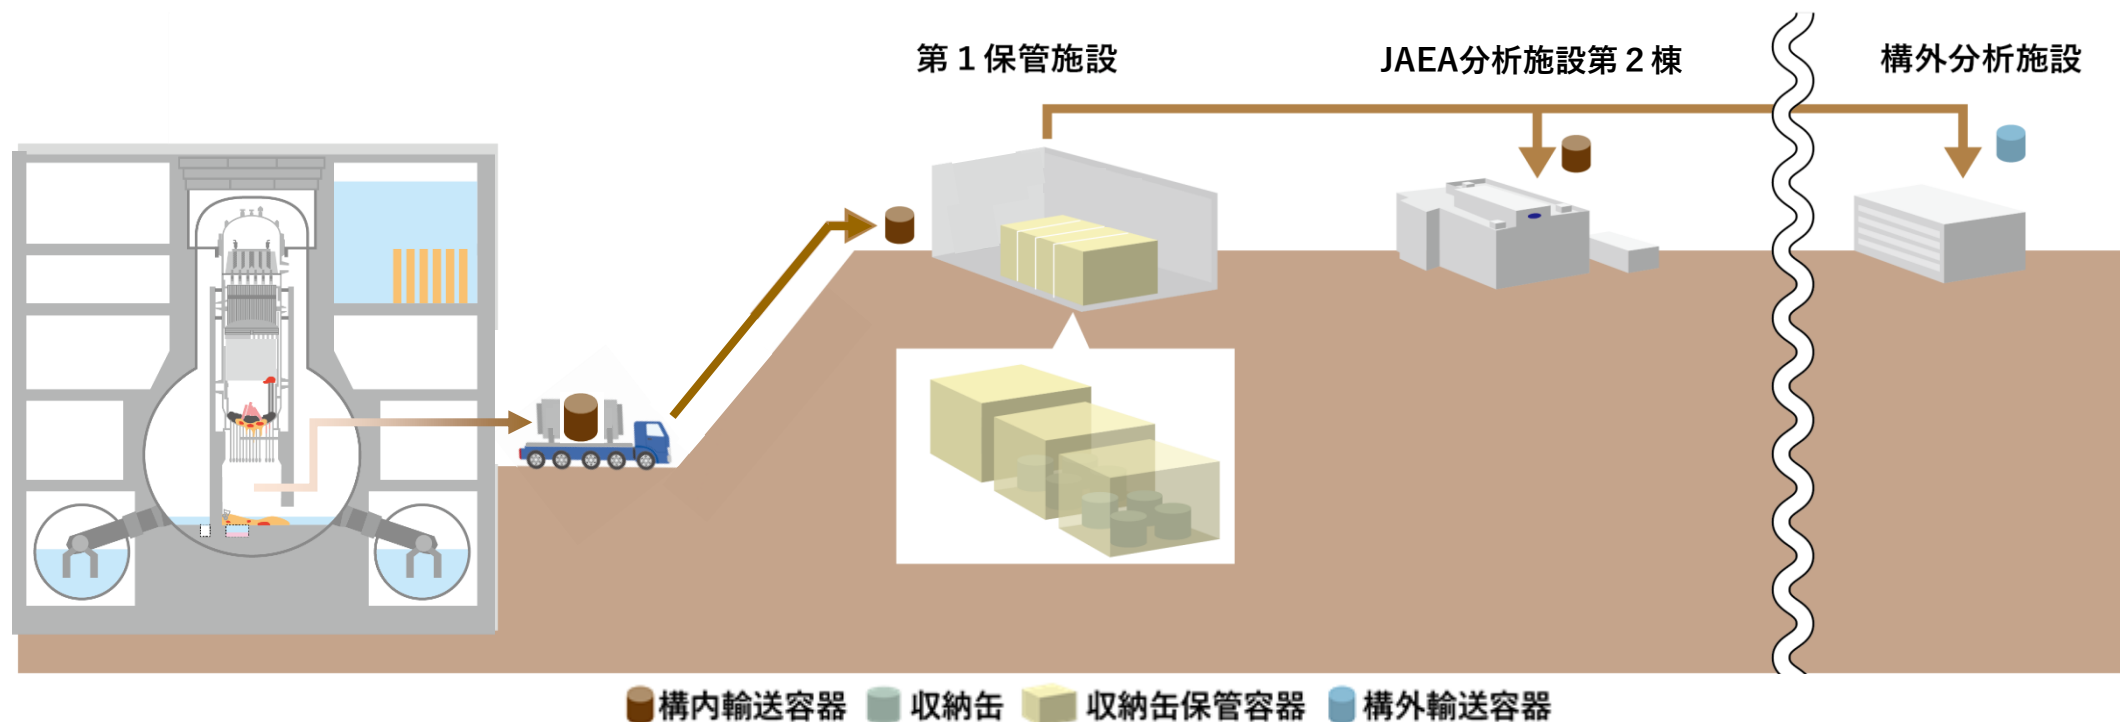 第１保管施設
JAEA分析施設第２棟
構外分析施設
構内輸送容器
収納缶
収納缶保管容器
構外輸送容器